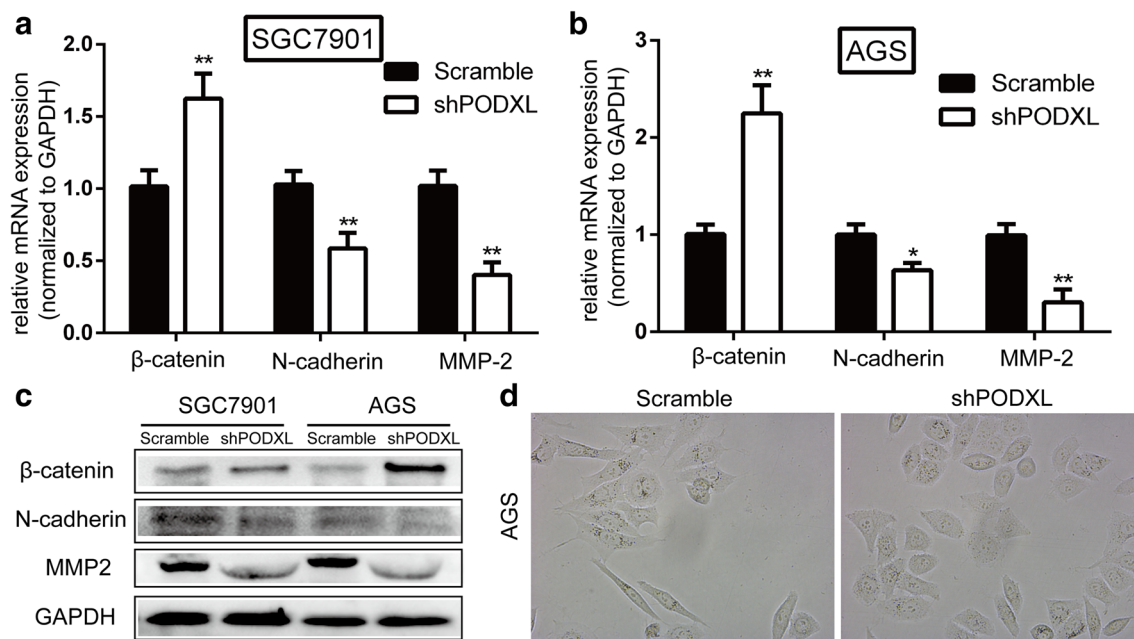 a
SGC7901
relative mRNA expression
(normalized to GAPDH)
2.0
1.5
1.0
0.5
0.0
**
**
**
Scramble
shPODXL
β-catenin
N-cadherin
MMP-2
b
AGS
relative mRNA expression
(normalized to GAPDH)
3
2
1
0
**
*
**
Scramble
shPODXL
β-catenin
N-cadherin
MMP-2
c
SGC7901
AGS
Scramble
shPODXL
Scramble
shPODXL
β-catenin
N-cadherin
MMP2
GAPDH
d
Scramble
shPODXL
AGS